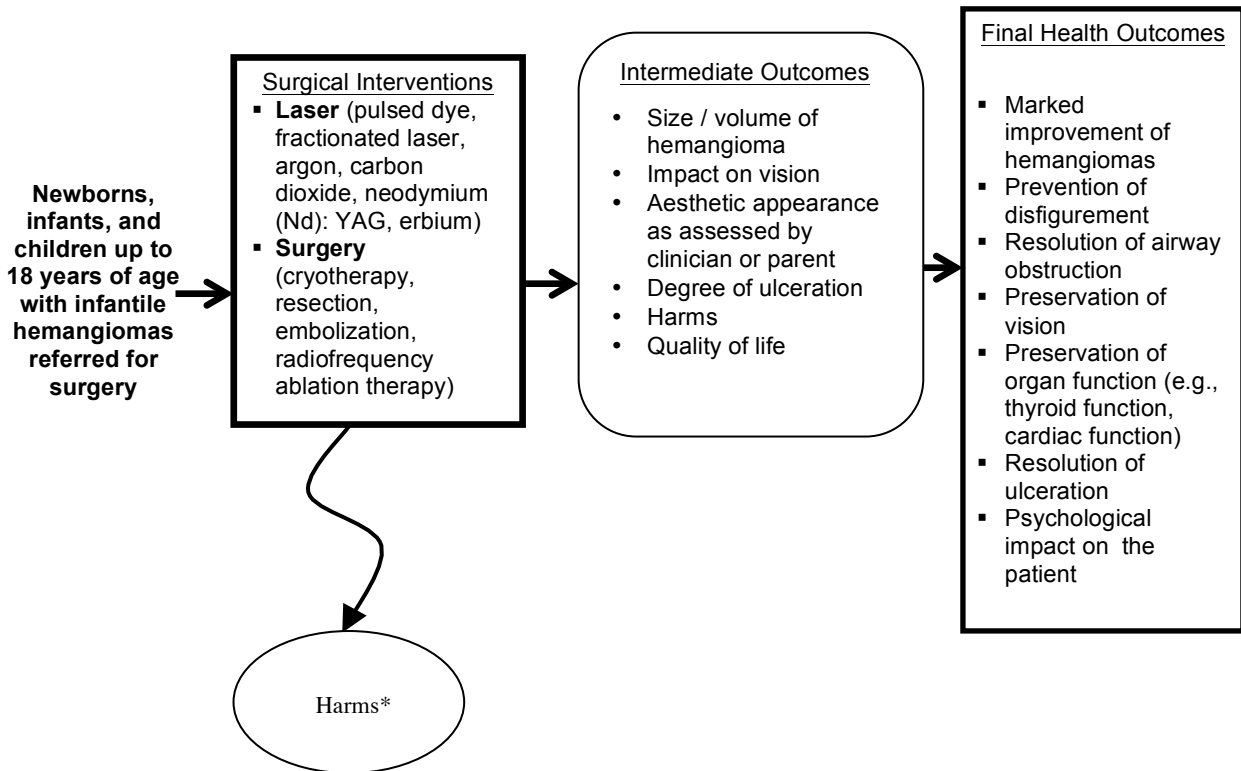 Newborns,
infants, and
children up to
18 years of age
with infantile
hemangiomas
referred for
surgery
Surgical Interventions
▪ Laser (pulsed dye,
fractionated laser,
argon, carbon
dioxide, neodymium
(Nd): YAG, erbium)
▪ Surgery
(cryotherapy,
resection,
embolization,
radiofrequency
ablation therapy)
Harms*
Intermediate Outcomes
• Size / volume of
hemangioma
• Impact on vision
• Aesthetic appearance
as assessed by
clinician or parent
• Degree of ulceration
• Harms
• Quality of life
Final Health Outcomes
▪ Marked
improvement of
hemangiomas
▪ Prevention of
disfigurement
▪ Resolution of airway
obstruction
▪ Preservation of
vision
▪ Preservation of
organ function (e.g.,
thyroid function,
cardiac function)
▪ Resolution of
ulceration
▪ Psychological
impact on the
patient